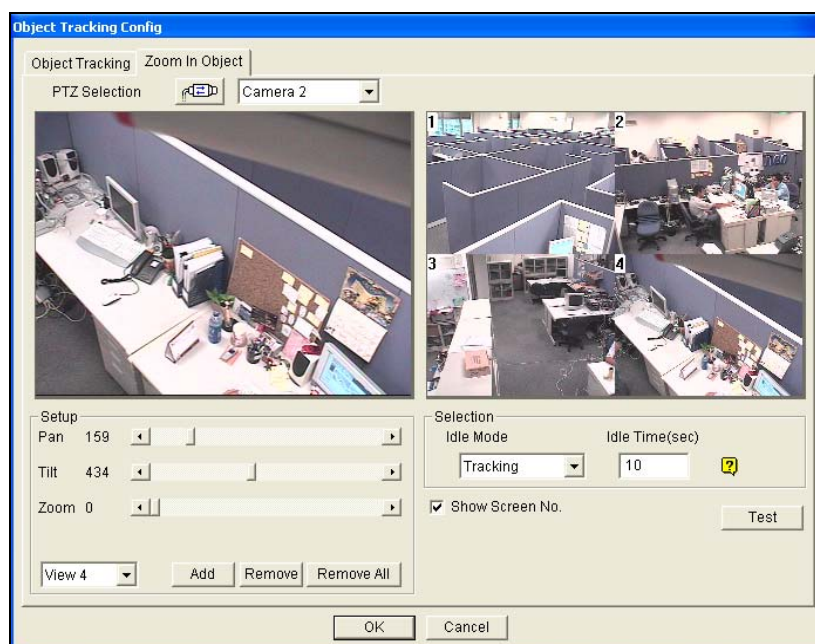 Object Tracking Config
Object Tracking Zoom In Object
PTZ Selection Camera 2
1 2
3 4
Setup
Pan 159
Tilt 434
Zoom 0
View 4 Add Remove Remove All
Selection
Idle Mode Idle Time(sec)
Tracking 10 ?
Show Screen No.
Test
OK Cancel